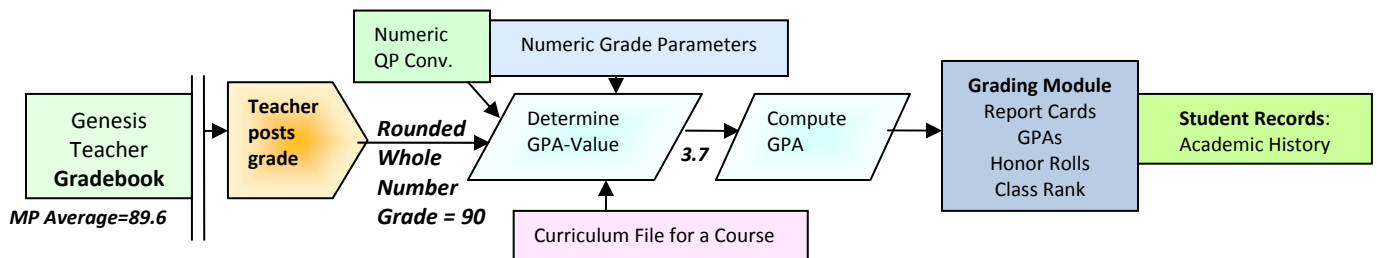 Genesis
Teacher
Gradebook
MP Average=89.6
Teacher
posts
grade
Rounded
Whole
Number
Grade = 90
Numeric
QP Conv.
Numeric Grade Parameters
Determine
GPA-Value
Curriculum File for a Course
3.7
Compute
GPA
Grading Module
Report Cards
GPAs
Honor Rolls
Class Rank
Student Records:
Academic History